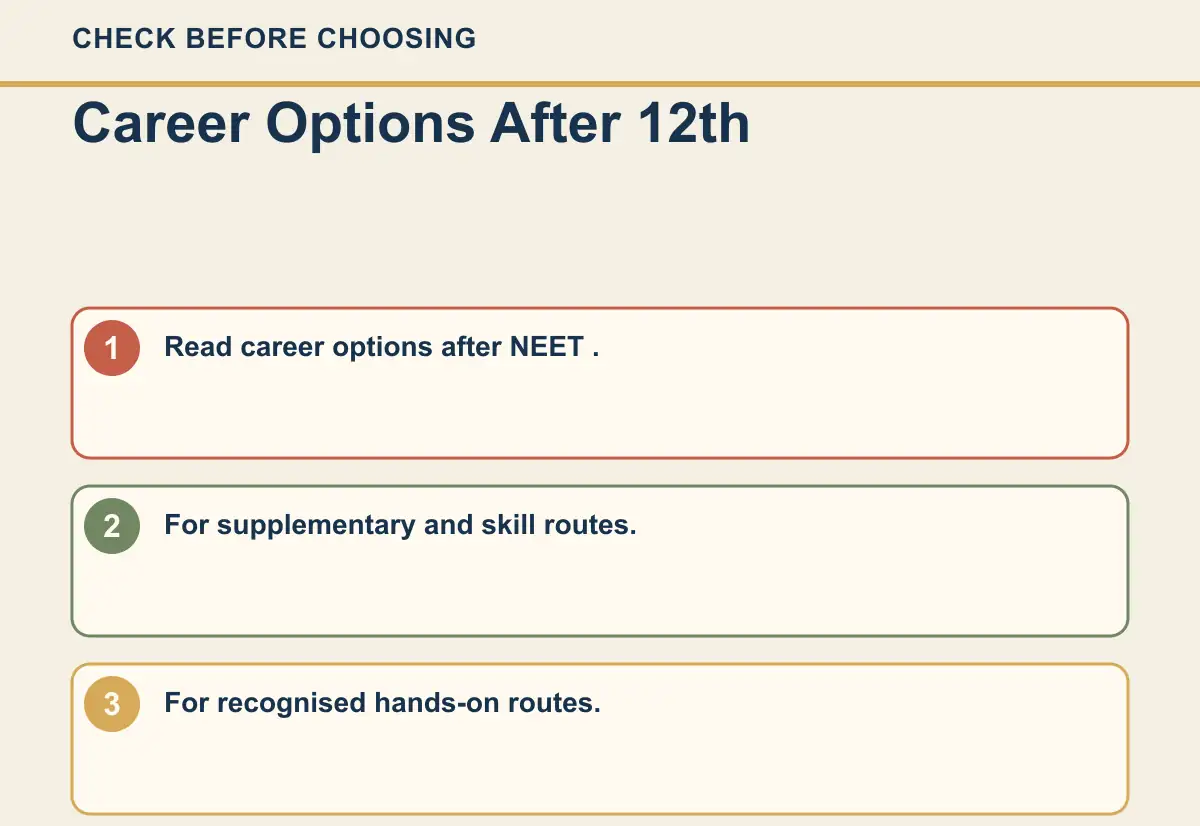 CHECK BEFORE CHOOSING
Career Options After 12th
1
Read career options after NEET .
2
For supplementary and skill routes.
3
For recognised hands-on routes.